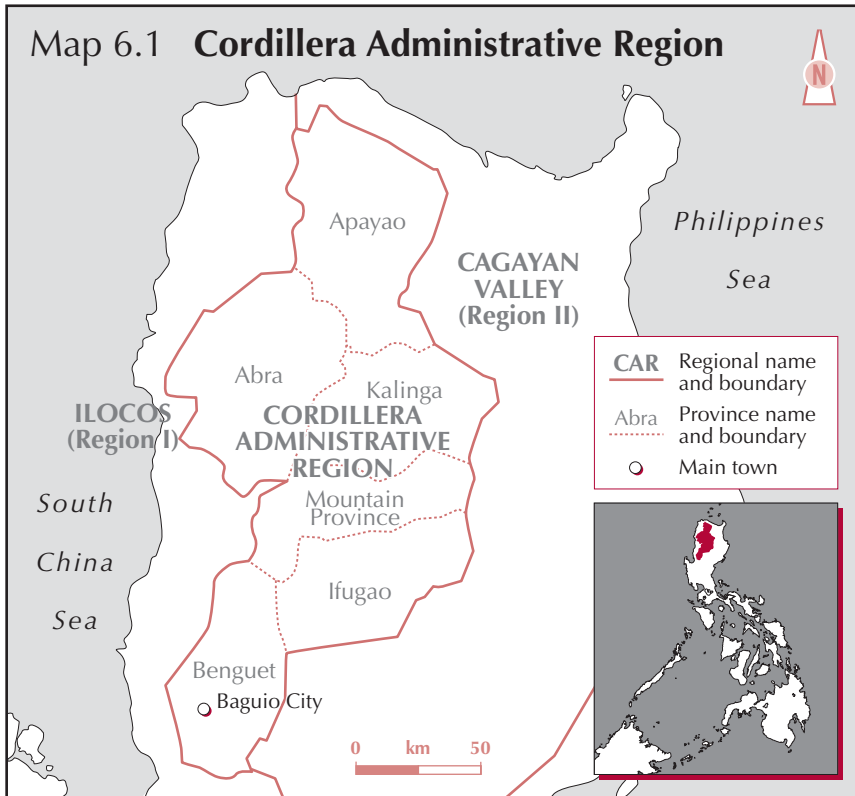 Map 6.1 Cordillera Administrative Region
N
Apayao
Philippines
Sea
CAGAYAN
VALLEY
(Region II)
Abra
Kalinga
ILOCOS
(Region I)
CORDILLERA
ADMINISTRATIVE
REGION
Mountain
Province
South
China
Sea
Ifugao
Benguet
Baguio City
0 km 50
CAR Regional name
and boundary
Abra Province name
and boundary
Main town